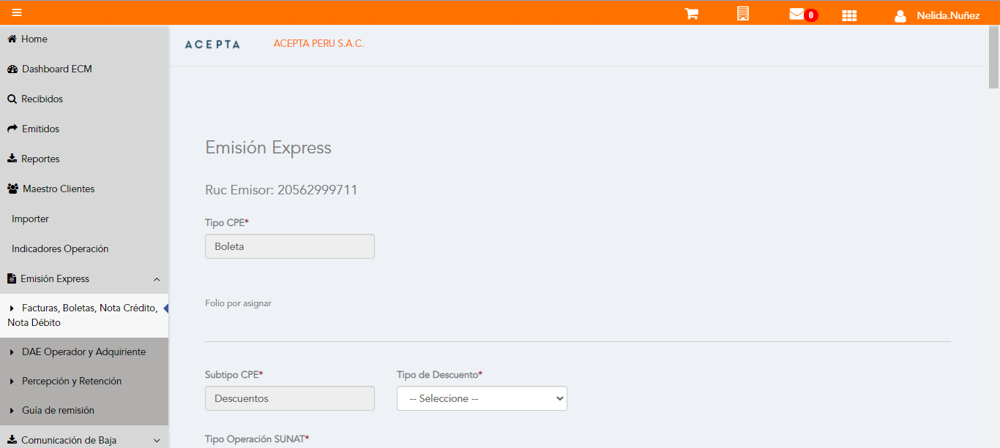 0
Nelida.Nuñez
Home
Dashboard ECM
Recibidos
Emitidos
Reportes
Maestro Clientes
Importer
Indicadores Operación
Emisión Express
Facturas, Boletas, Nota Crédito,
Nota Débito
DAE Operador y Adquiriente
Percepción y Retención
Guía de remisión
Comunicación de Baja
ACEPTA
ACEPTA PERU S.A.C.
Emisión Express
Ruc Emisor: 20562999711
Tipo CPE*
Boleta
Folio por asignar
Subtipo CPE*
Tipo de Descuento*
Descuentos
-- Seleccione --
Tipo Operación SUNAT*